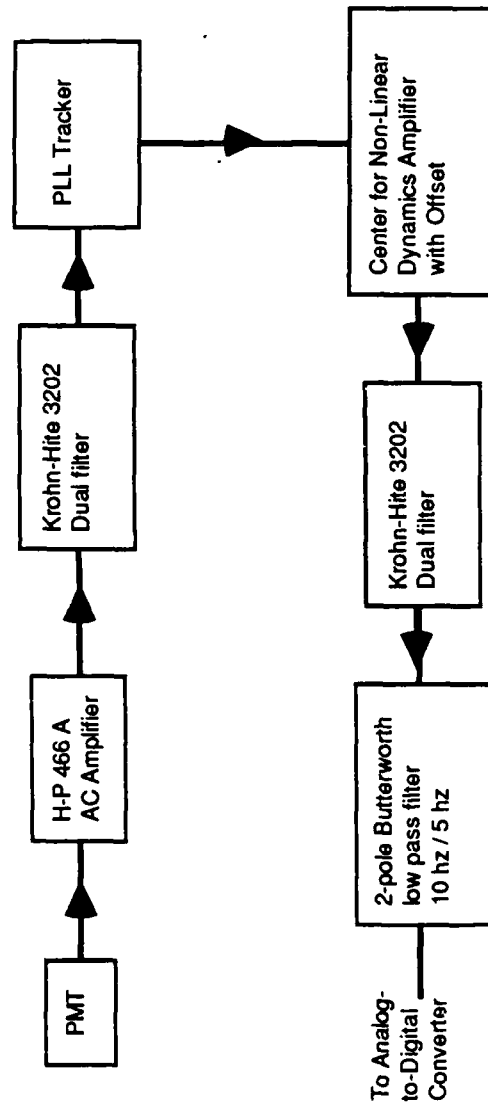 PMT
H-P 466 A
AC Amplifier
Krohn-Hite 3202
Dual filter
PLL Tracker
Center for Non-Linear
Dynamics Amplifier
with Offset
Krohn-Hite 3202
Dual filter
2-pole Butterworth
low pass filter
10 hz / 5 hz
To Analog-
to-Digital
Converter